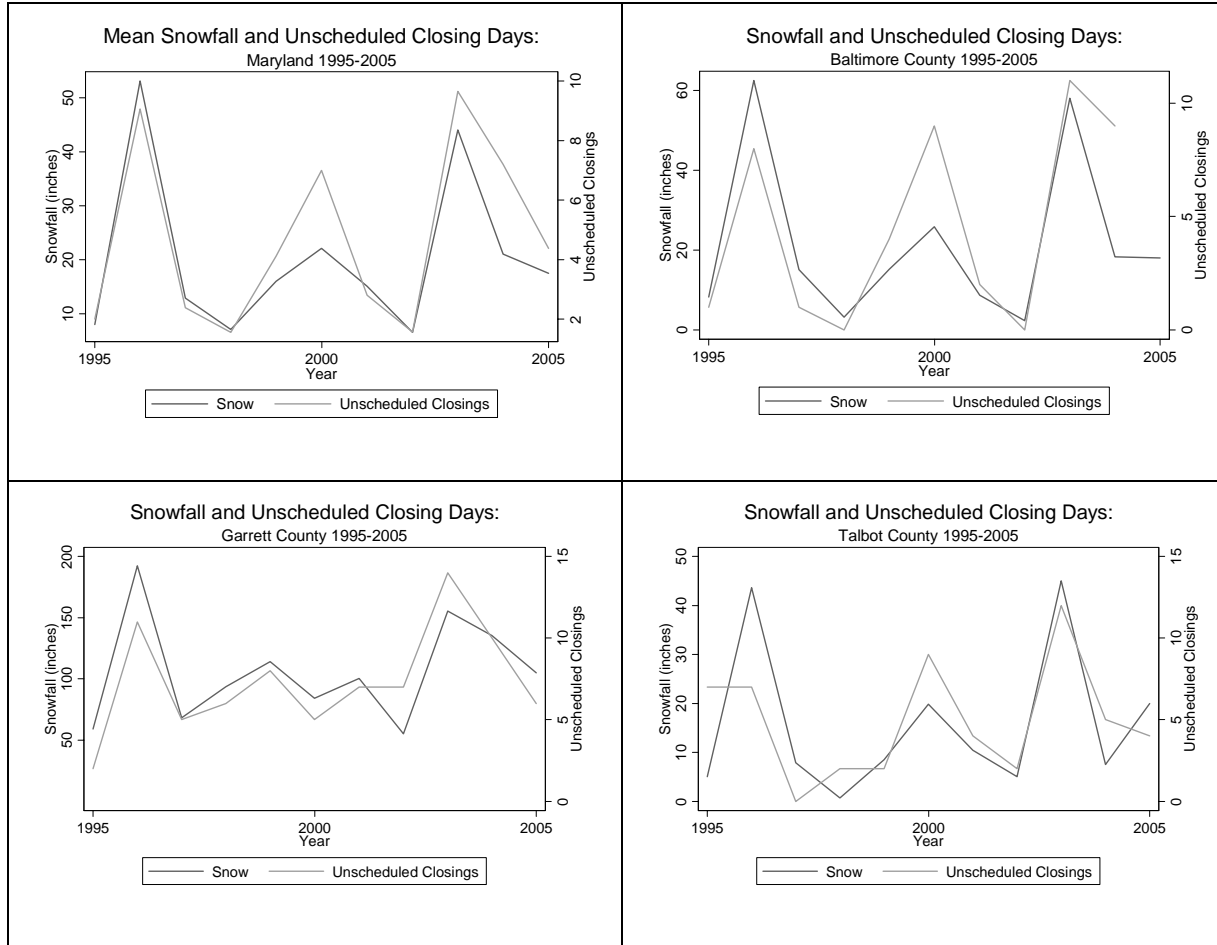 Mean Snowfall and Unscheduled Closing Days:
Maryland 1995-2005
50
40
30
20
10
Snowfall (inches)
10
8
6
4
2
Unscheduled Closings
1995 2000 2005
Year
Snow Unscheduled Closings
Snowfall and Unscheduled Closing Days:
Baltimore County 1995-2005
60
40
20
0
Snowfall (inches)
10
5
0
Unscheduled Closings
1995 2000 2005
Year
Snow Unscheduled Closings
Snowfall and Unscheduled Closing Days:
Garrett County 1995-2005
200
150
100
50
Snowfall (inches)
15
10
5
0
Unscheduled Closings
1995 2000 2005
Year
Snow Unscheduled Closings
Snowfall and Unscheduled Closing Days:
Talbot County 1995-2005
50
40
30
20
10
0
Snowfall (inches)
15
10
5
0
Unscheduled Closings
1995 2000 2005
Year
Snow Unscheduled Closings